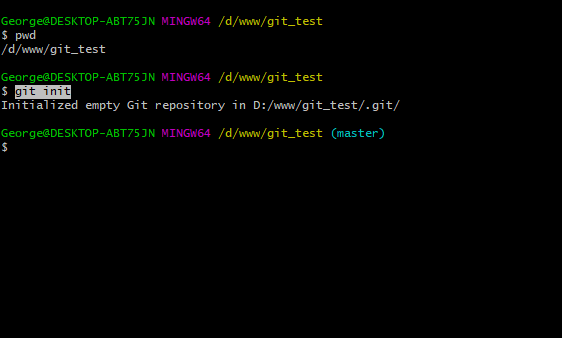 George@DESKTOP-ABT75JN MINGW64 /d/www/git_test
$ pwd
/d/www/git_test
George@DESKTOP-ABT75JN MINGW64 /d/www/git_test
$ git init
Initialized empty Git repository in D:/www/git_test/.git/
George@DESKTOP-ABT75JN MINGW64 /d/www/git_test (master)
$